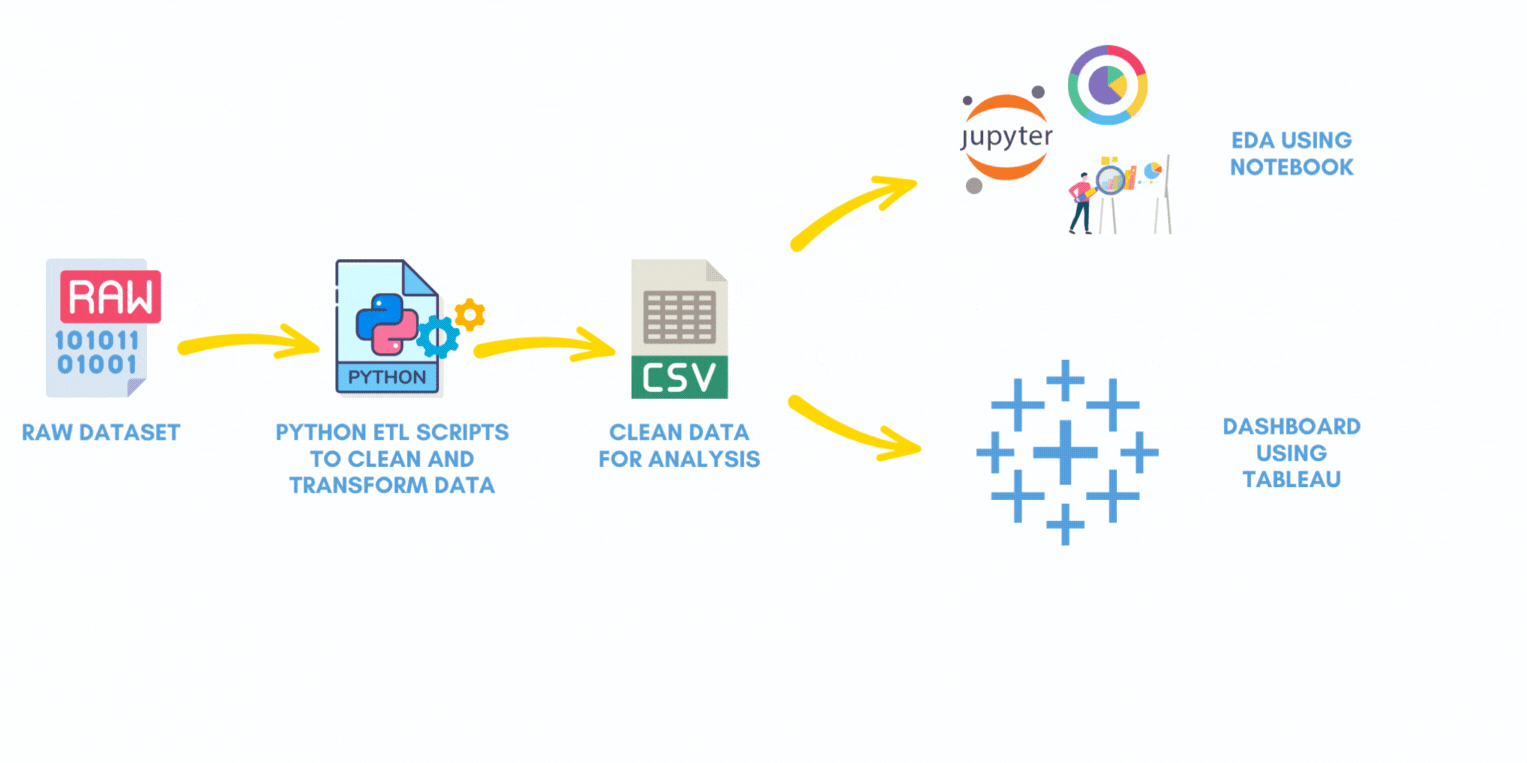 jupyter
EDA USING
NOTEBOOK
RAW
101011
01001
PYTHON
CSV
RAW DATASET
PYTHON ETL SCRIPTS
TO CLEAN AND
TRANSFORM DATA
CLEAN DATA
FOR ANALYSIS
DASHBOARD
USING
TABLEAU